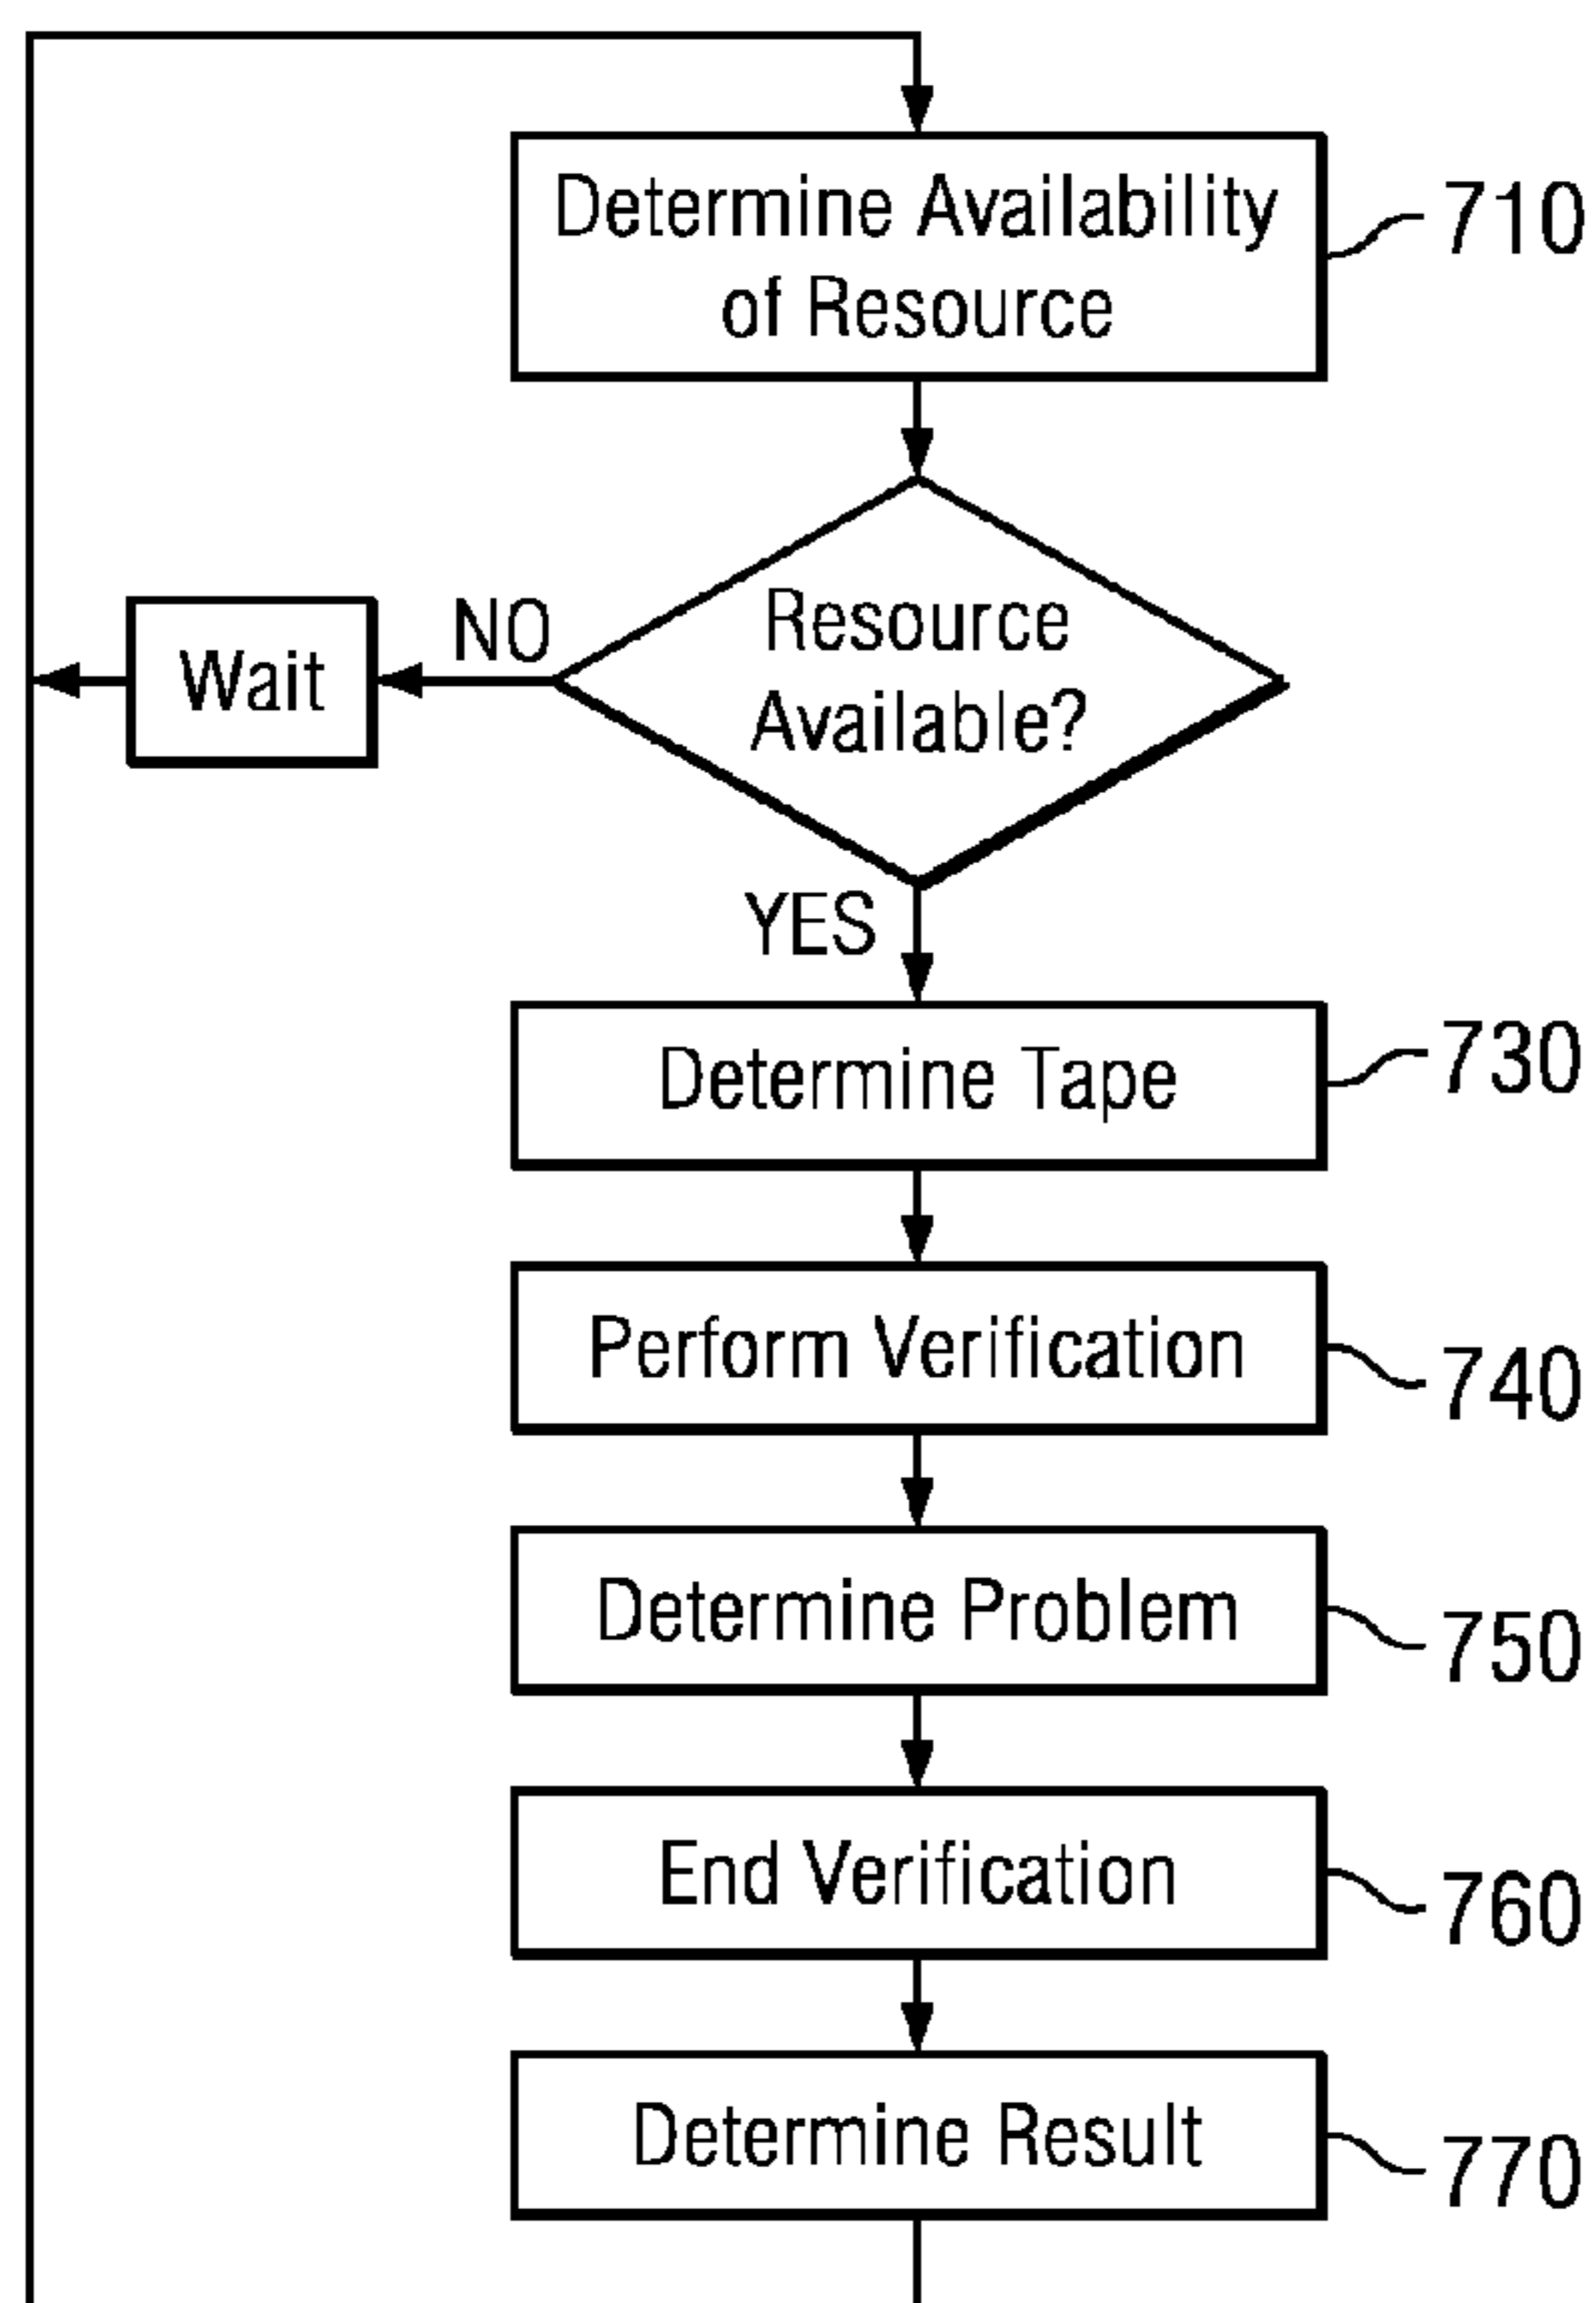 Determine Availability
of Resource
710
Resource
Available?
NO
Wait
YES
Determine Tape
730
Perform Verification
740
Determine Problem
750
End Verification
760
Determine Result
770